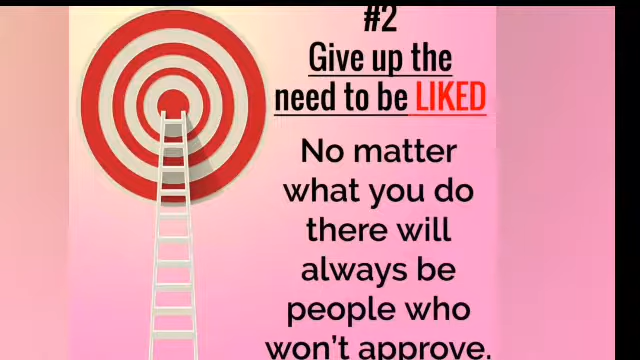 #2
Give up the
need to be LIKED
No matter
what you do
there will
always be
people who
won't approve.